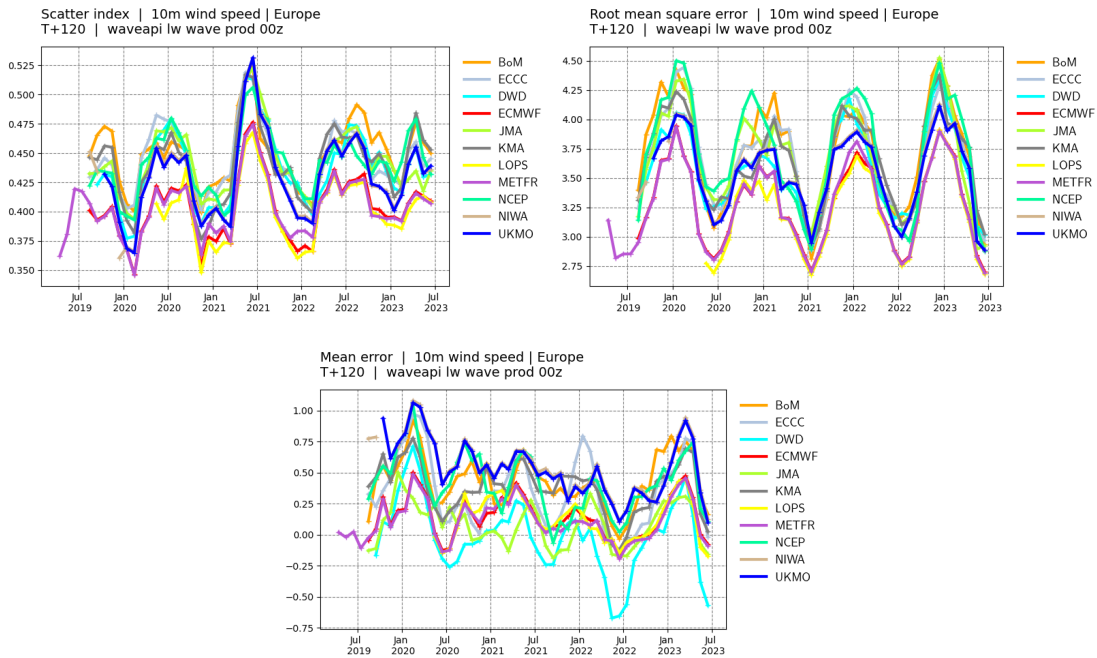 Scatter index | 10m wind speed | Europe
T+120 | waveapi lw wave prod 00z
0.525
0.500
0.475
0.450
0.425
0.400
0.375
0.350
Jul 2019
Jan 2020
Jul 2020
Jan 2021
Jul 2021
Jan 2022
Jul 2022
Jan 2023
Jul 2023
BoM
ECCC
DWD
ECMWF
JMA
KMA
LOPS
METFR
NCEP
NIWA
UKMO
Root mean square error | 10m wind speed | Europe
T+120 | waveapi lw wave prod 00z
4.50
4.25
4.00
3.75
3.50
3.25
3.00
2.75
Jul 2019
Jan 2020
Jul 2020
Jan 2021
Jul 2021
Jan 2022
Jul 2022
Jan 2023
Jul 2023
BoM
ECCC
DWD
ECMWF
JMA
KMA
LOPS
METFR
NCEP
NIWA
UKMO
Mean error | 10m wind speed | Europe
T+120 | waveapi lw wave prod 00z
1.00
0.75
0.50
0.25
0.00
−0.25
−0.50
−0.75
Jul 2019
Jan 2020
Jul 2020
Jan 2021
Jul 2021
Jan 2022
Jul 2022
Jan 2023
Jul 2023
BoM
ECCC
DWD
ECMWF
JMA
KMA
LOPS
METFR
NCEP
NIWA
UKMO